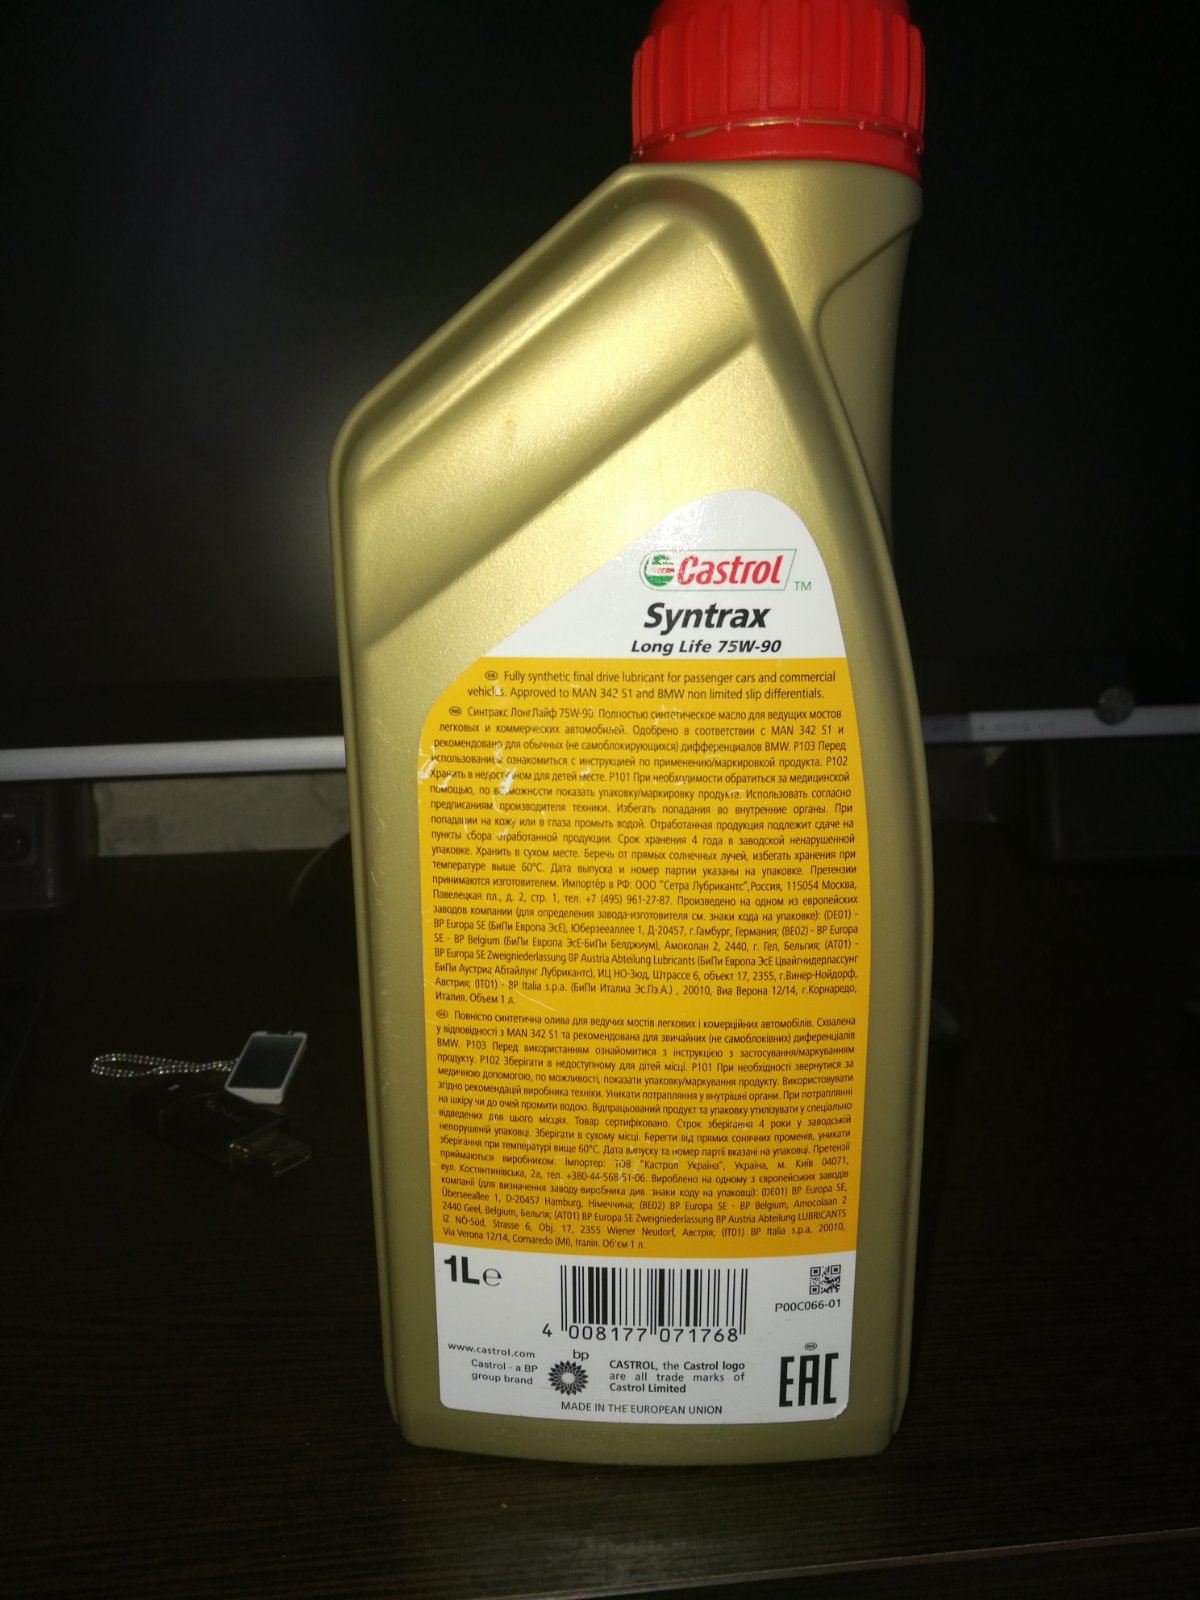 Castrol
TM
Syntrax
Long Life 75W-90
GB Fully synthetic final drive lubricant for passenger cars and commercial
vehicles. Approved to MAN 342 S1 and BMW non limited slip differentials.
RUS Синтракс ЛонгЛайф 75W-90. Полностью синтетическое масло для ведущих мостов
легковых и коммерческих автомобилей. Одобрено в соответствии с MAN 342 S1 и
рекомендовано для обычных (не самоблокирующихся) дифференциалов BMW. P103 Перед
использованием ознакомиться с инструкцией по применению/маркировкой продукта. P102
Хранить в недоступном для детей месте. P101 При необходимости обратиться за медицинской
помощью, по возможности показать упаковку/маркировку продукта. Использовать согласно
предписаниям производителя техники. Избегать попадания во внутренние органы. При
попадании на кожу или в глаза промыть водой. Отработанная продукция подлежит сдаче на
пункты сбора отработанной продукции. Срок хранения 4 года в заводской ненарушенной
упаковке. Хранить в сухом месте. Беречь от прямых солнечных лучей, избегать хранения при
температуре выше 60°С. Дата выпуска и номер партии указаны на упаковке. Претензии
принимаются изготовителем. Импортёр в РФ: ООО "Сетра Лубрикантс",Россия, 115054 Москва,
Павелецкая пл., д. 2, стр. 1, тел. +7 (495) 961-27-87. Произведено на одном из европейских
заводов компании (для определения завода-изготовителя см. знаки кода на упаковке): (DE01) -
BP Europa SE (БиПи Европа ЭсЕ), Юберзееаллее 1, Д-20457, г.Гамбург, Германия; (BE02) - BP Europa
SE - BP Belgium (БиПи Европа ЭсЕ-БиПи Белджиум), Амоколан 2, 2440, г. Гел, Бельгия; (AT01) -
BP Europa SE Zweigniederlassung BP Austria Abteilung Lubricants (БиПи Европа ЭсЕ Цвайгнидерлассунг
БиПи Аустриа Абтайлунг Лубрикантс), ИЦ НО-Зюд, Штрассе 6, объект 17, 2355, г.Винер-Нойдорф,
Австрия; (IT01) - BP Italia s.p.a. (БиПи Италиа Эс.Пэ.А.) , 20010, Виа Верона 12/14, г.Корнаредо,
Италия. Объем 1 л.
UA Повністю синтетична олива для ведучих мостів легкових і комерційних автомобілів. Схвалена
у відповідності з MAN 342 S1 та рекомендована для звичайних (не самоблоківних) диференціалів
BMW. P103 Перед використанням ознайомитися з інструкцією з застосування/маркуванням
продукту. P102 Зберігати в недоступному для дітей місці. P101 При необхідності звернутися за
медичною допомогою, по можливості, показати упаковку/маркування продукту. Використовувати
згідно рекомендацій виробника техніки. Уникати потрапляння у внутрішні органи. При потраплянні
на шкіру чи до очей промити водою. Відпрацьований продукт та упаковку утилізувати у спеціально
відведених для цього місцях. Товар сертифіковано. Строк зберігання 4 роки у заводській
непорушеній упаковці. Зберігати в сухому місці. Берегти від прямих сонячних променів, уникати
зберігання при температурі вище 60°С. Дата випуску та номер партії вказані на упаковці. Претензії
приймаються виробником. Імпортер: ТОВ "Кастрол Україна", Україна, м. Київ 04071,
вул. Костянтинівська, 2а, тел. +380-44-568-51-06. Вироблено на одному з європейських заводів
компанії (для визначення заводу-виробника див. знаки коду на упаковці): (DE01) BP Europa SE,
Überseeallee 1, D-20457 Hamburg, Німеччина; (BE02) BP Europa SE - BP Belgium, Amocolaan 2
2440 Geel, Belgium, Бельгія; (AT01) BP Europa SE Zweigniederlassung BP Austria Abteilung LUBRICANTS
IZ NÖ-Süd, Strasse 6, Obj. 17, 2355 Wiener Neudorf, Австрія; (IT01) BP Italia s.p.a, 20010,
Via Verona 12/14, Cornaredo (MI), Італія. Об'єм 1 л.
1L e
4 008177 071768
P00C066-01
www.castrol.com
Castrol - a BP
group brand
bp
CASTROL, the Castrol logo
are all trade marks of
Castrol Limited
EAC
MADE IN THE EUROPEAN UNION